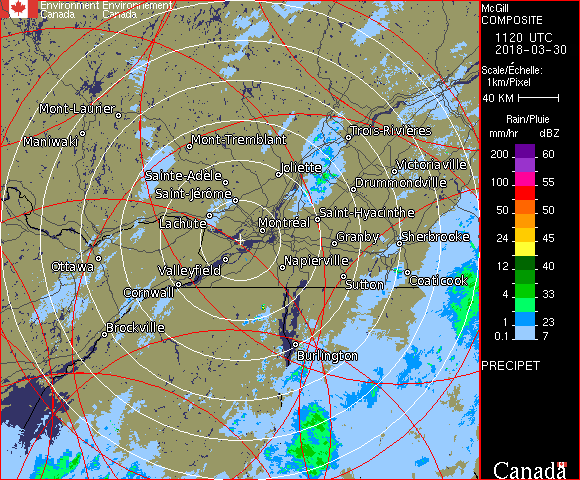 Environment Environnement
Canada Canada
McGill
COMPOSITE
1120 UTC
2018-03-30
Scale/Échelle:
1km/Pixel
40 KM
Rain/Pluie
mm/hr dBZ
200 60
100 55
50 50
24 45
12 40
4 33
1 23
0.1 7
PRECIPET
Canada
Mont-Laurier
Maniwaki
Mont-Tremblant
Trois-Rivières
Joliette
Victoriaville
Sainte-Adèle
Drummondville
Saint-Jérôme
Saint-Hyacinthe
Lachute
Montréal
Granby
Sherbrooke
Ottawa
Valleyfield
Napierville
Cornwall
Sutton
Coaticook
Brockville
Burlington